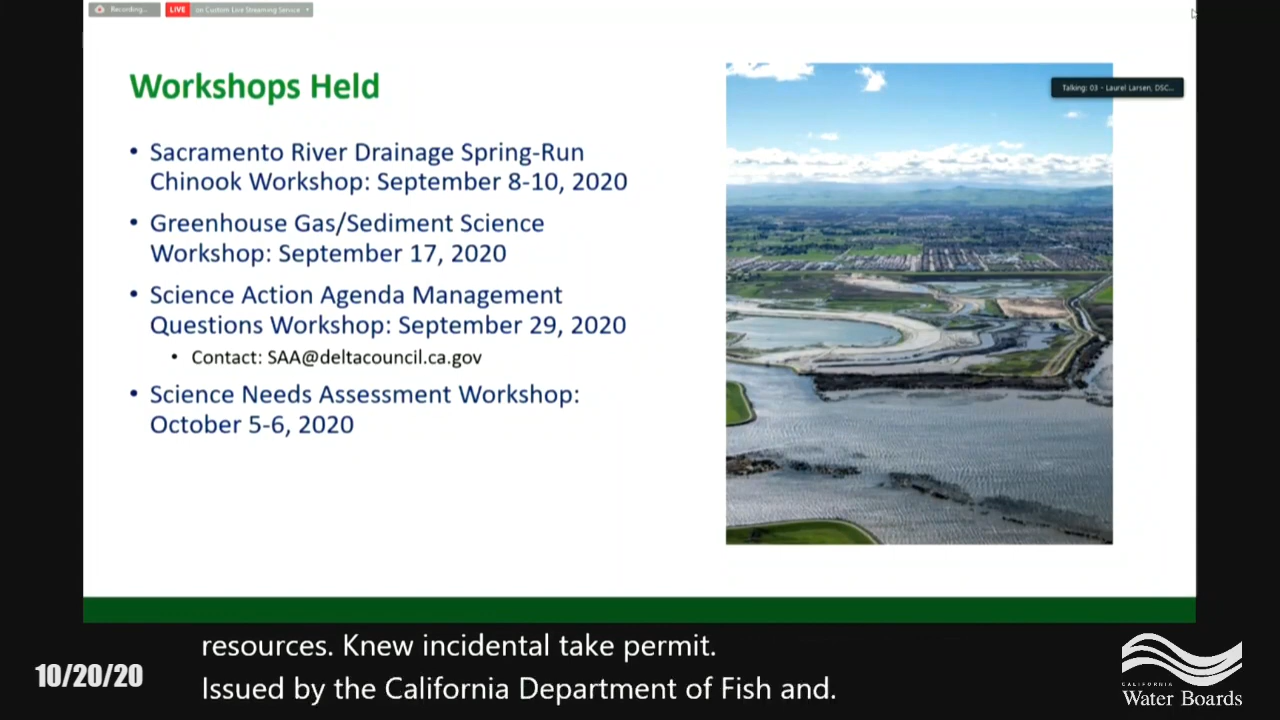 Recording...
LIVE on Custom Live Streaming Service
Workshops Held
Talking: 03 - Laurel Larsen, DSC...
• Sacramento River Drainage Spring-Run
Chinook Workshop: September 8-10, 2020
• Greenhouse Gas/Sediment Science
Workshop: September 17, 2020
• Science Action Agenda Management
Questions Workshop: September 29, 2020
• Contact: SAA@deltacouncil.ca.gov
• Science Needs Assessment Workshop:
October 5-6, 2020
resources. Knew incidental take permit.
Issued by the California Department of Fish and.
10/20/20
CALIFORNIA
Water Boards